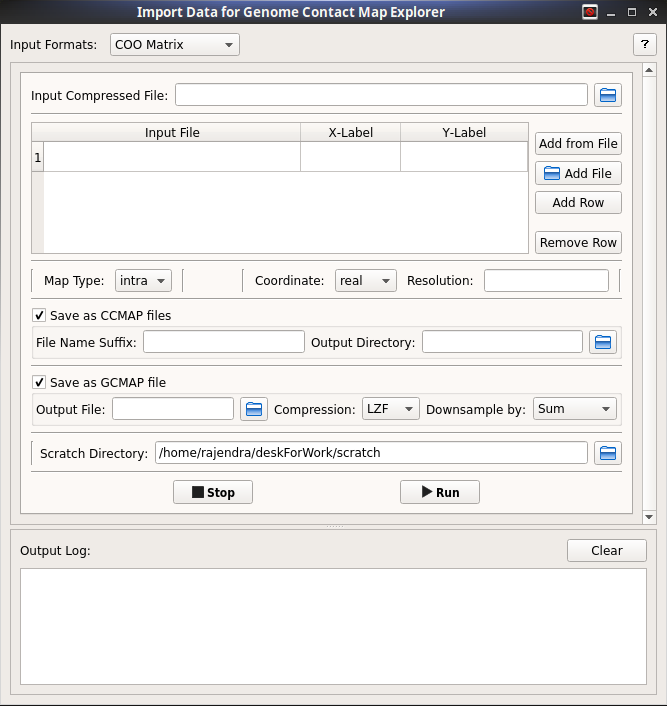 Import Data for Genome Contact Map Explorer
Input Formats: COO Matrix ?
Input Compressed File:
Input File X-Label Y-Label
1
Add from File
Add File
Add Row
Remove Row
Map Type: intra Coordinate: real Resolution:
Save as CCMAP files
File Name Suffix: Output Directory:
Save as GCMAP file
Output File: Compression: LZF Downsample by: Sum
Scratch Directory: /home/rajendra/deskForWork/scratch
Stop Run
Output Log: Clear